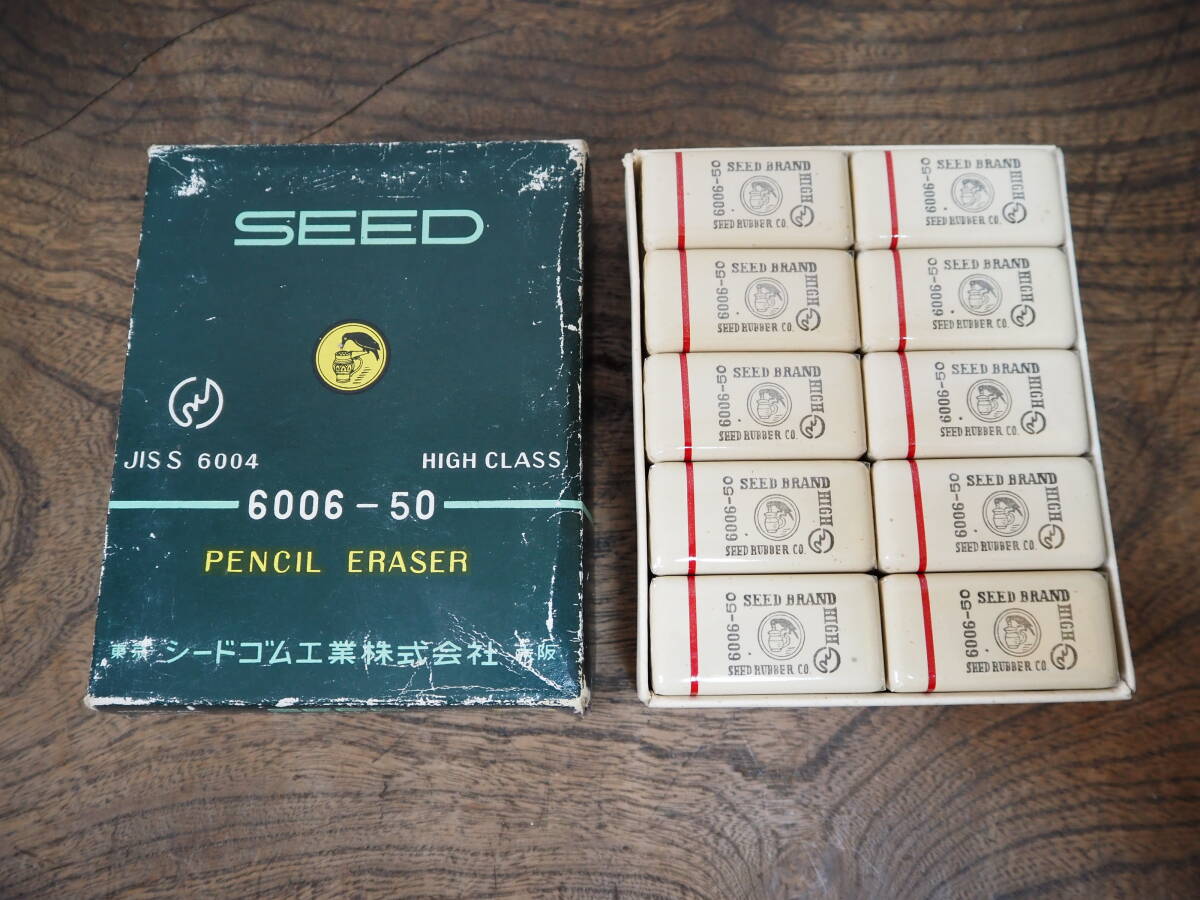 SEED
JIS S 6004
HIGH CLASS
6006-50
PENCIL ERASER
東京 シードゴム工業株式会社 大阪
SEED BRAND
6006-50
HIGH
SEED RUBBER CO.
SEED BRAND
6006-50
HIGH
SEED RUBBER CO.
SEED BRAND
6006-50
HIGH
SEED RUBBER CO.
SEED BRAND
6006-50
HIGH
SEED RUBBER CO.
SEED BRAND
6006-50
HIGH
SEED RUBBER CO.
SEED BRAND
6006-50
HIGH
SEED RUBBER CO.
SEED BRAND
6006-50
HIGH
SEED RUBBER CO.
SEED BRAND
6006-50
HIGH
SEED RUBBER CO.
SEED BRAND
6006-50
HIGH
SEED RUBBER CO.
SEED BRAND
6006-50
HIGH
SEED RUBBER CO.